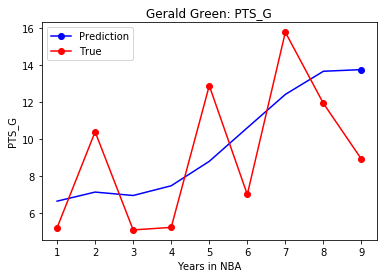 Gerald Green: PTS_G
Prediction
True
PTS_G
16
14
12
10
8
6
1 2 3 4 5 6 7 8 9
Years in NBA